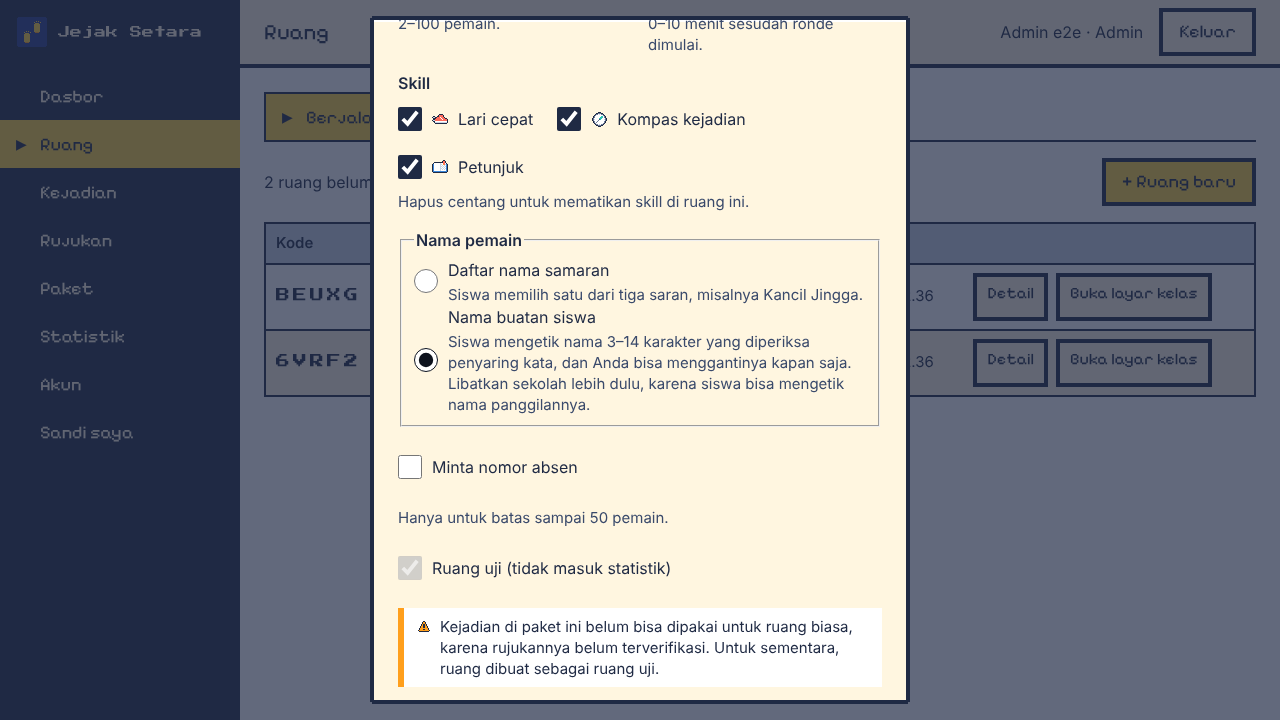 Jejak Setara
Dasbor
Ruang
Kejadian
Rujukan
Paket
Statistik
Akun
Sandi saya
Ruang
Admin e2e · Admin
Keluar
2 ruang belum
+ Ruang baru
Kode
BEUXG
.36
Detail
Buka layar kelas
6VRF2
.36
Detail
Buka layar kelas
2–100 pemain.
0–10 menit sesudah ronde
dimulai.
Skill
Lari cepat
Kompas kejadian
Petunjuk
Hapus centang untuk mematikan skill di ruang ini.
Nama pemain
Daftar nama samaran
Siswa memilih satu dari tiga saran, misalnya Kancil Jingga.
Nama buatan siswa
Siswa mengetik nama 3–14 karakter yang diperiksa
penyaring kata, dan Anda bisa menggantinya kapan saja.
Libatkan sekolah lebih dulu, karena siswa bisa mengetik
nama panggilannya.
Minta nomor absen
Hanya untuk batas sampai 50 pemain.
Ruang uji (tidak masuk statistik)
Kejadian di paket ini belum bisa dipakai untuk ruang biasa,
karena rujukannya belum terverifikasi. Untuk sementara,
ruang dibuat sebagai ruang uji.